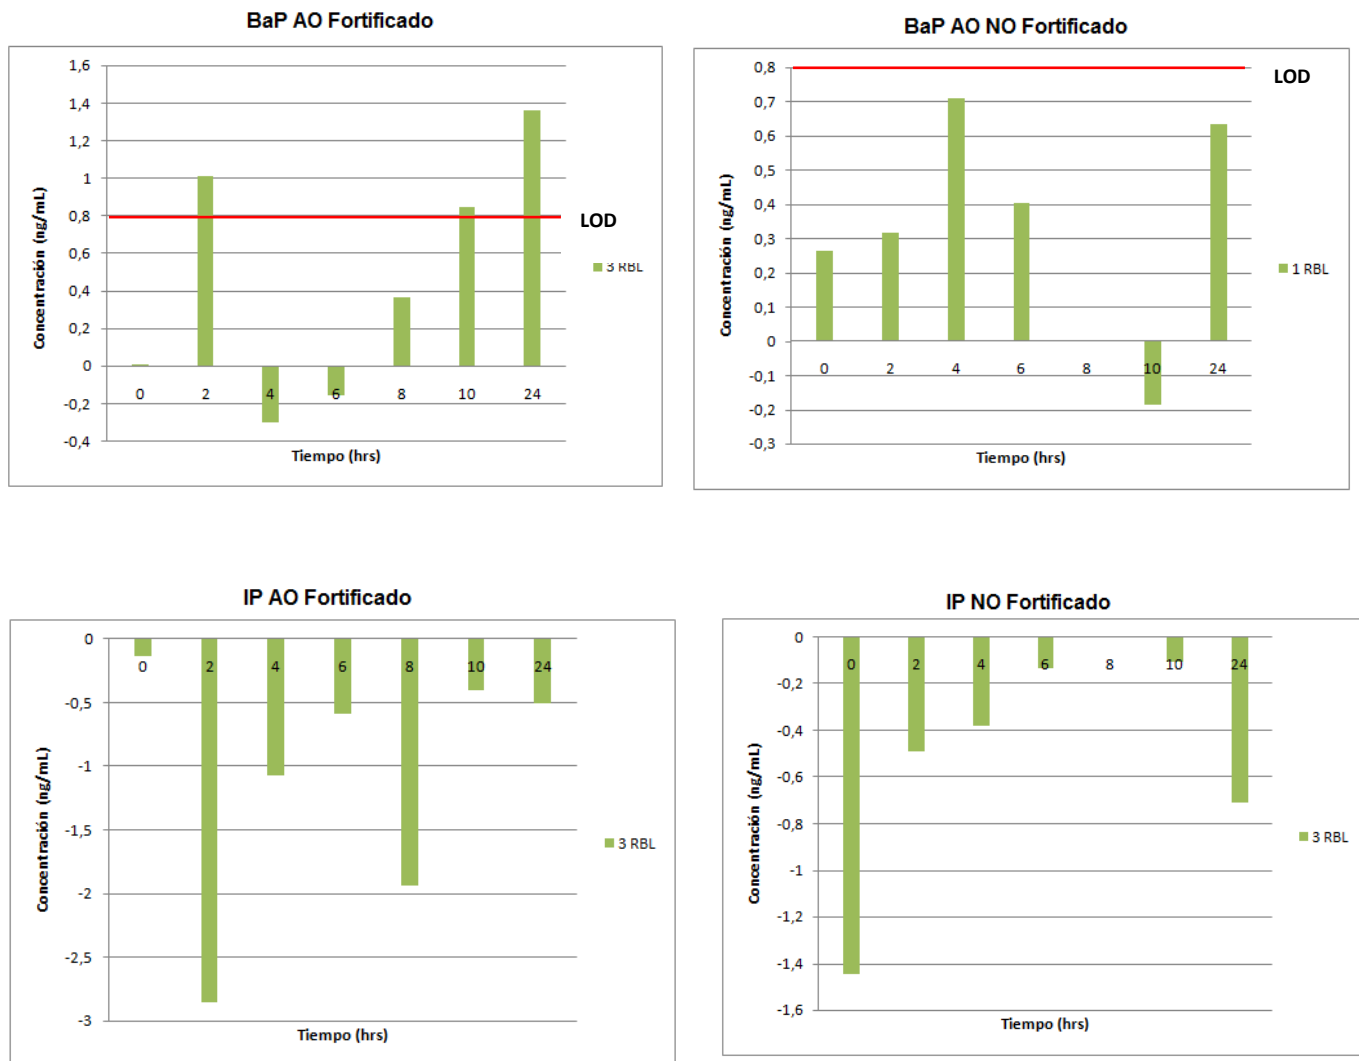 BaP AO Fortificado
1,6
1,4
1,2
1
0,8
0,6
0,4
0,2
0
-0,2
-0,4
0 2 4 6 8 10 24
Concentración (ng/mL)
Tiempo (hrs)
LOD
3 RBL
BaP AO NO Fortificado
0,8
0,7
0,6
0,5
0,4
0,3
0,2
0,1
0
-0,1
-0,2
-0,3
0 2 4 6 8 10 24
Concentración (ng/mL)
Tiempo (hrs)
LOD
1 RBL
IP AO Fortificado
0
-0,5
-1
-1,5
-2
-2,5
-3
0 2 4 6 8 10 24
Concentración (ng/mL)
Tiempo (hrs)
3 RBL
IP NO Fortificado
0
-0,2
-0,4
-0,6
-0,8
-1
-1,2
-1,4
-1,6
0 2 4 6 8 10 24
Concentración (ng/mL)
Tiempo (hrs)
3 RBL